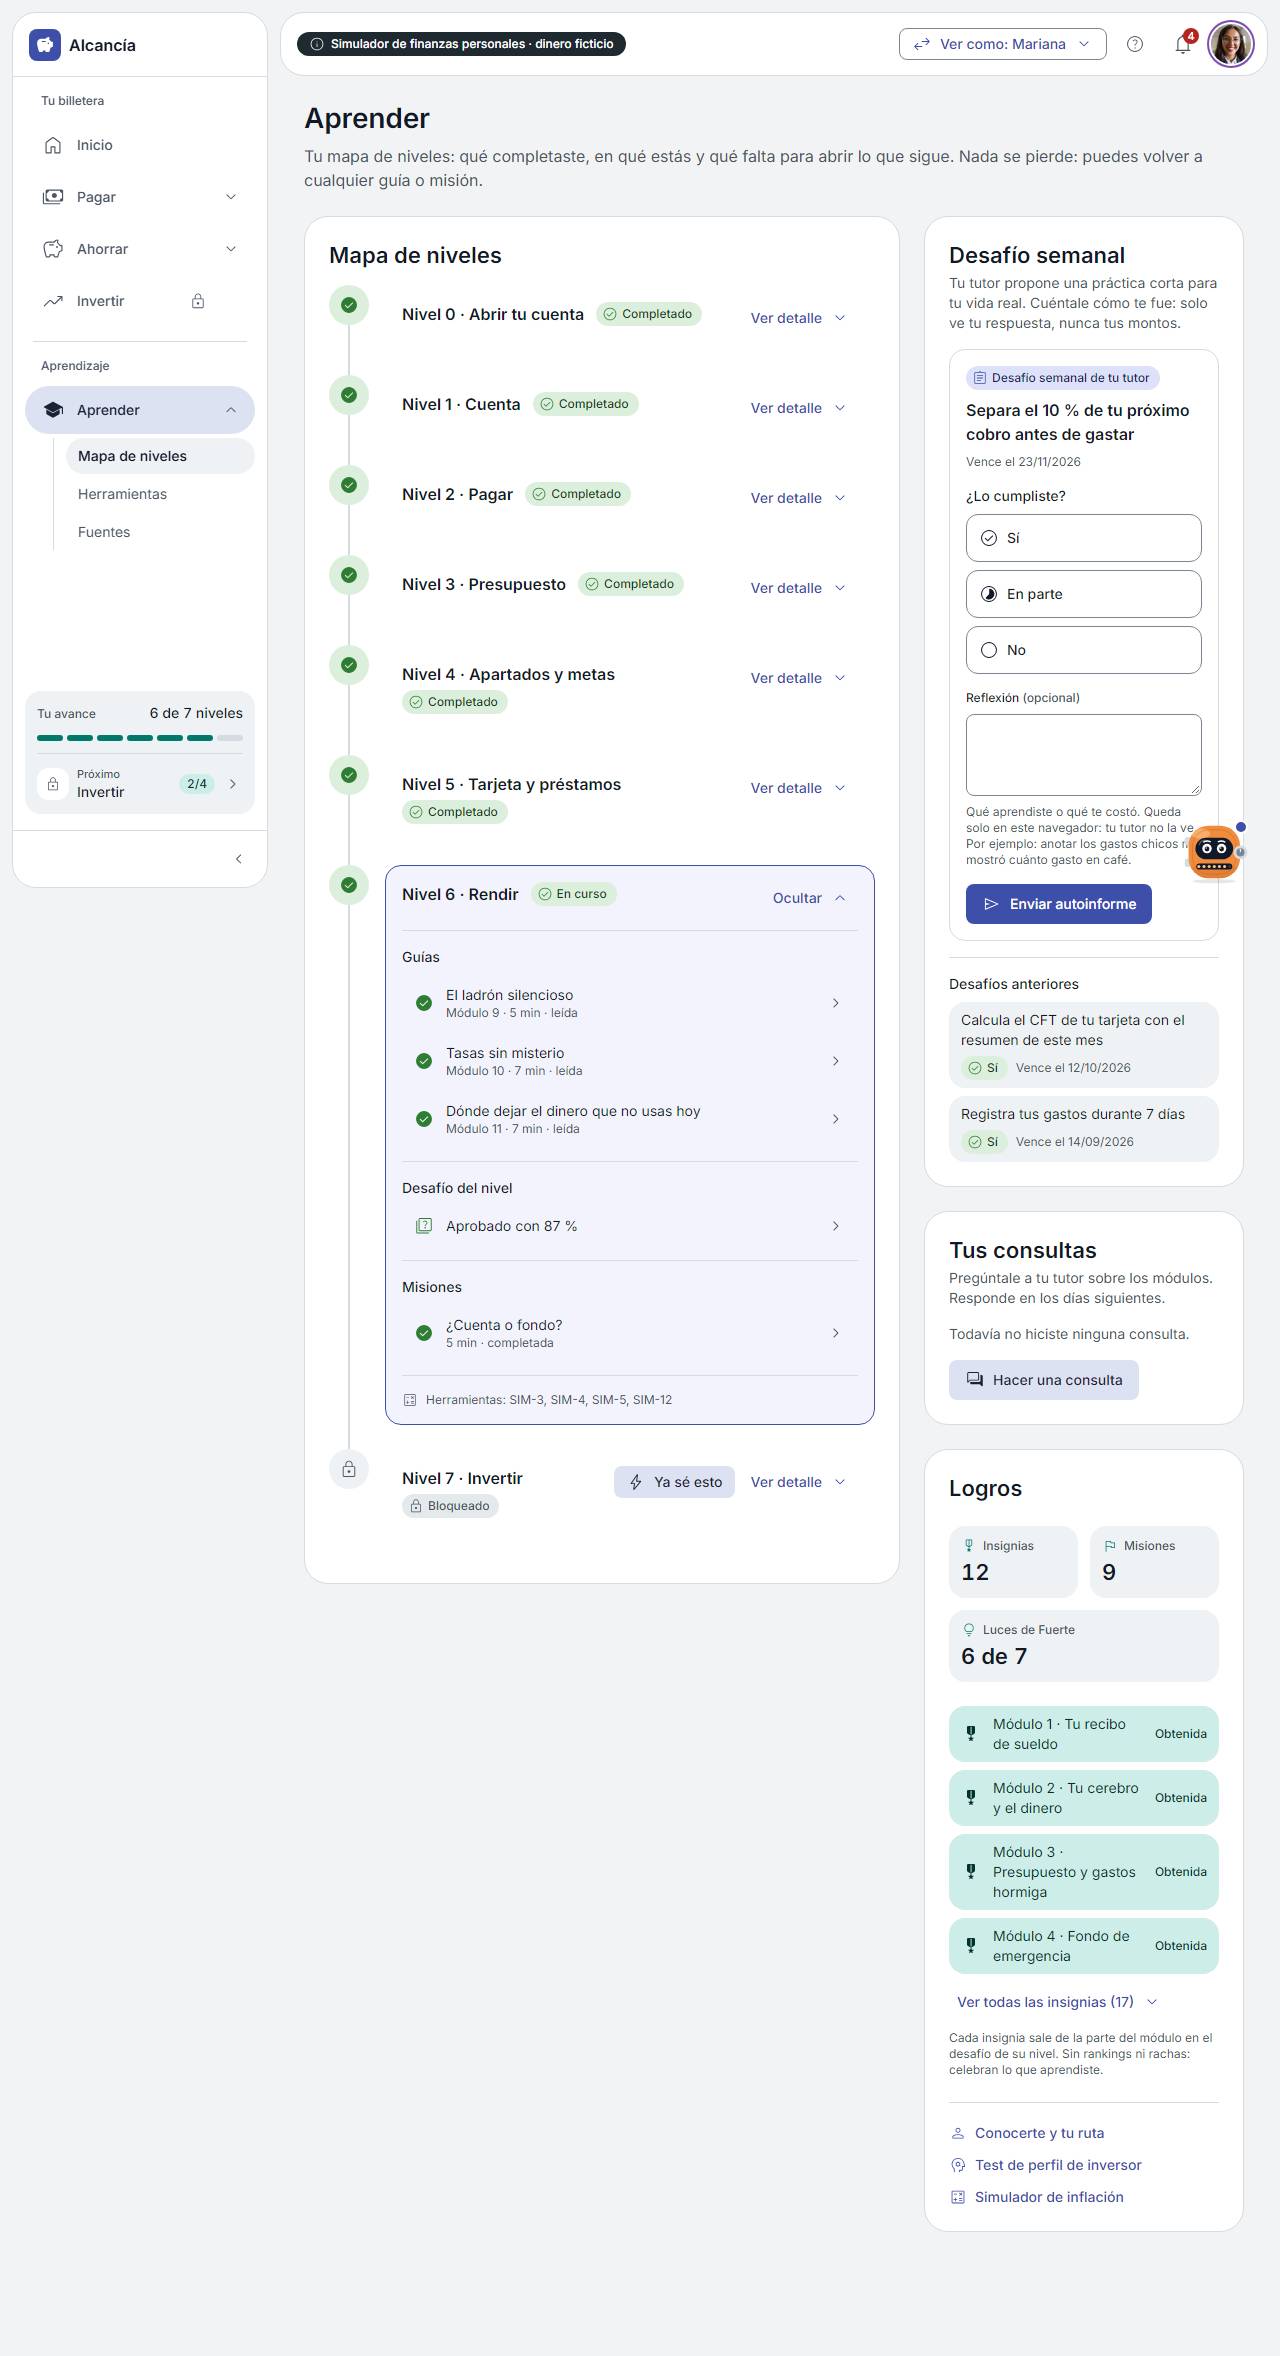 Alcancía
Simulador de finanzas personales · dinero ficticio
Ver como: Mariana
4
Tu billetera
Inicio
Pagar
Ahorrar
Invertir
Aprendizaje
Aprender
Mapa de niveles
Herramientas
Fuentes
Tu avance
6 de 7 niveles
Próximo
Invertir
2/4
Aprender
Tu mapa de niveles: qué completaste, en qué estás y qué falta para abrir lo que sigue. Nada se pierde: puedes volver a
cualquier guía o misión.
Mapa de niveles
Nivel 0 · Abrir tu cuenta
Completado
Ver detalle
Nivel 1 · Cuenta
Completado
Ver detalle
Nivel 2 · Pagar
Completado
Ver detalle
Nivel 3 · Presupuesto
Completado
Ver detalle
Nivel 4 · Apartados y metas
Completado
Ver detalle
Nivel 5 · Tarjeta y préstamos
Completado
Ver detalle
Nivel 6 · Rendir
En curso
Ocultar
Guías
El ladrón silencioso
Módulo 9 · 5 min · leída
Tasas sin misterio
Módulo 10 · 7 min · leída
Dónde dejar el dinero que no usas hoy
Módulo 11 · 7 min · leída
Desafío del nivel
Aprobado con 87 %
Misiones
¿Cuenta o fondo?
5 min · completada
Herramientas: SIM-3, SIM-4, SIM-5, SIM-12
Nivel 7 · Invertir
Bloqueado
Ya sé esto
Ver detalle
Desafío semanal
Tu tutor propone una práctica corta para
tu vida real. Cuéntale cómo te fue: solo
ve tu respuesta, nunca tus montos.
Desafío semanal de tu tutor
Separa el 10 % de tu próximo
cobro antes de gastar
Vence el 23/11/2026
¿Lo cumpliste?
Sí
En parte
No
Reflexión (opcional)
Qué aprendiste o qué te costó. Queda
solo en este navegador: tu tutor no la ve.
Por ejemplo: anotar los gastos chicos
mostró cuánto gasto en café.
Enviar autoinforme
Desafíos anteriores
Calcula el CFT de tu tarjeta con el
resumen de este mes
Sí
Vence el 12/10/2026
Registra tus gastos durante 7 días
Sí
Vence el 14/09/2026
Tus consultas
Pregúntale a tu tutor sobre los módulos.
Responde en los días siguientes.
Todavía no hiciste ninguna consulta.
Hacer una consulta
Logros
Insignias
12
Misiones
9
Luces de Fuerte
6 de 7
Módulo 1 · Tu recibo
de sueldo
Obtenida
Módulo 2 · Tu cerebro
y el dinero
Obtenida
Módulo 3 ·
Presupuesto y gastos
hormiga
Obtenida
Módulo 4 · Fondo de
emergencia
Obtenida
Ver todas las insignias (17)
Cada insignia sale de la parte del módulo en el
desafío de su nivel. Sin rankings ni rachas:
celebran lo que aprendiste.
Conocerte y tu ruta
Test de perfil de inversor
Simulador de inflación